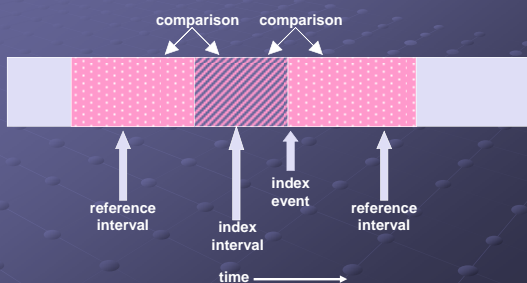 comparison comparison
index
event
reference
interval
index
interval
reference
interval
time